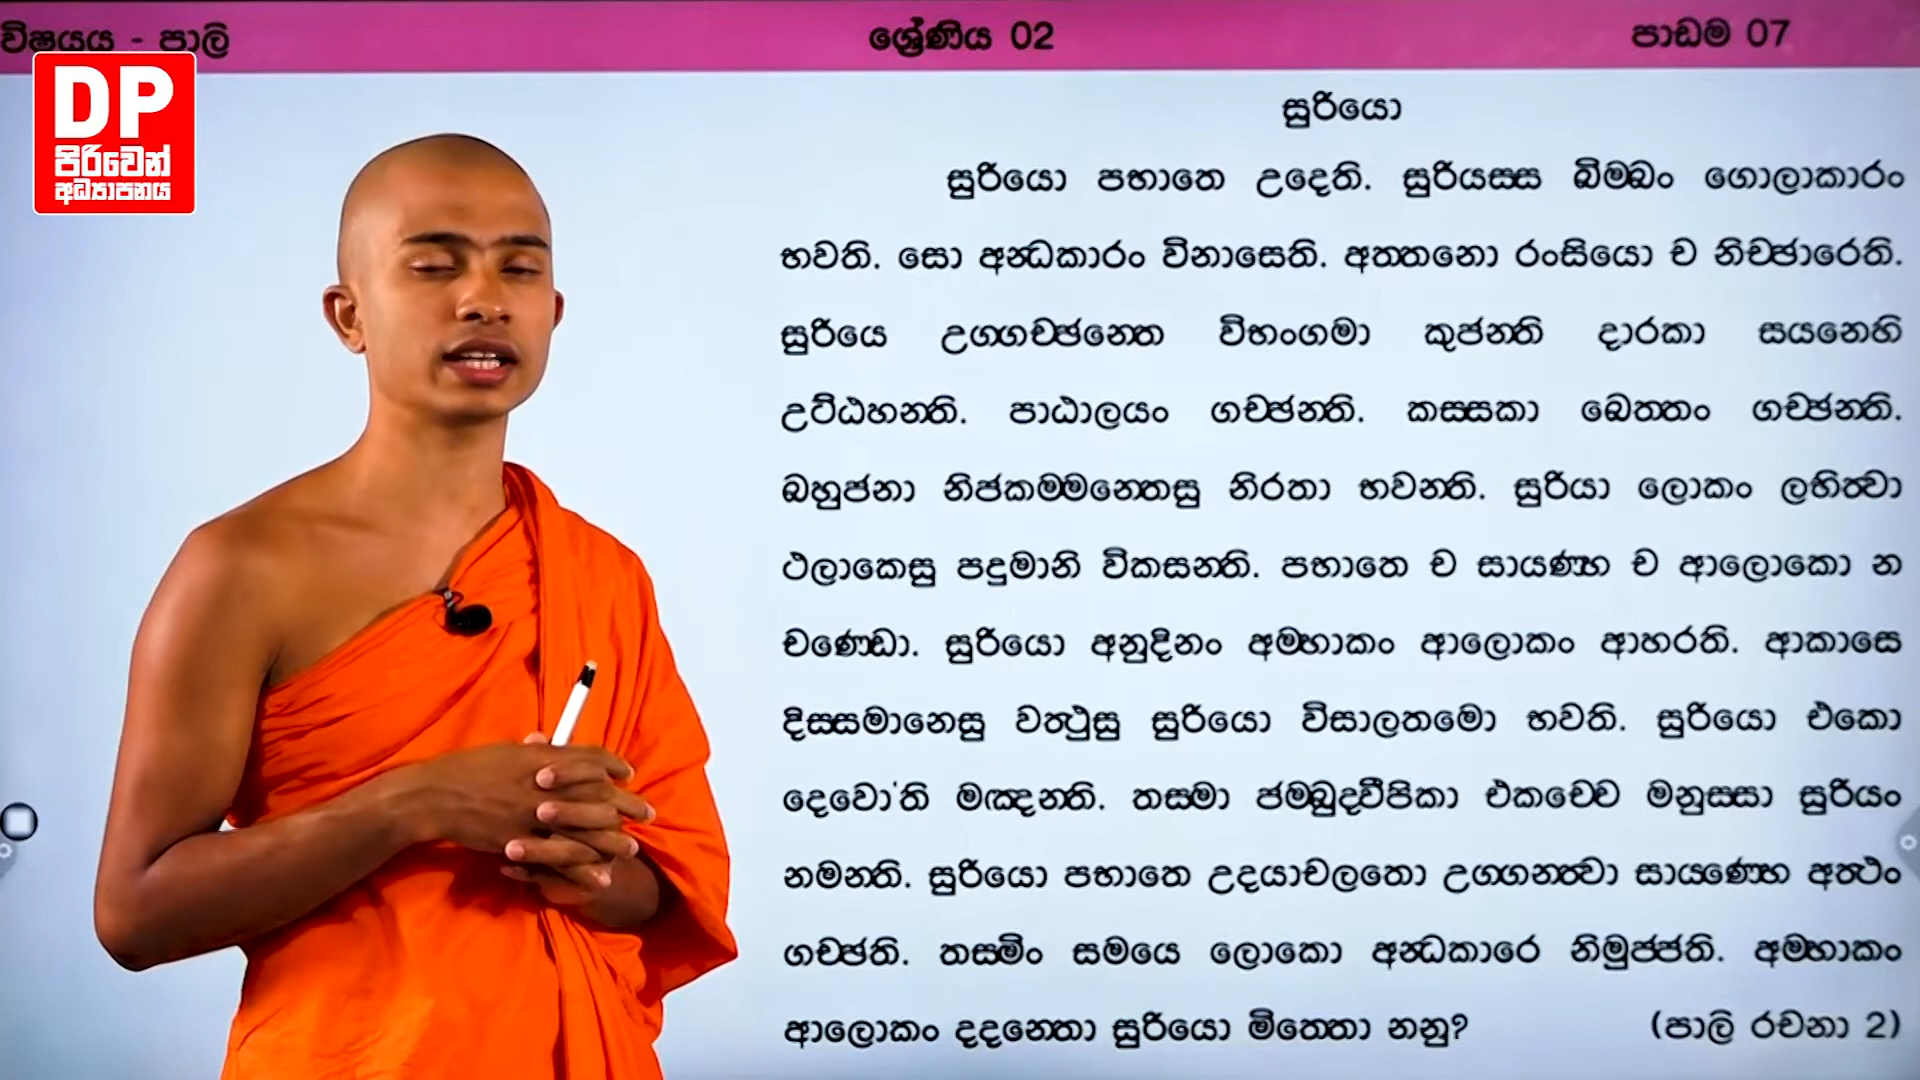 විෂයය - පාලි
ශ්‍රේණිය 02
පාඩම 07
DP
පිරිවෙන්
අධ්‍යාපනය
සුරියො
සුරියො පභාතෙ උදෙති. සුරියස්ස බිම්බං ගොලාකාරං
භවති. සො අන්ධකාරං විනාසෙති. අත්තනො රංසියො ච නිච්ඡාරෙති.
සුරියෙ උග්ගච්ඡන්තෙ විභංගමා කුජන්ති දාරකා සයනෙහි
උට්ඨහන්ති. පාඨාලයං ගච්ඡන්ති. කස්සකා ඛෙත්තං ගච්ඡන්ති.
බහුජනා නිජකම්මන්තෙසු නිරතා භවන්ති. සුරියා ලොකං ලභිත්වා
ථලාකෙසු පදුමානි විකසන්ති. පභාතෙ ච සායණ්හ ච ආලොකො න
චණ්ඩො. සුරියො අනුදිනං අම්හාකං ආලොකං ආහරති. ආකාසෙ
දිස්සමානෙසු වත්ථුසු සුරියො විසාලතමො භවති. සුරියො එකො
දෙවො'ති මඤ්ඤන්ති. තස්මා ජම්බුද්වීපිකා එකච්චෙ මනුස්සා සුරියං
නමන්ති. සුරියො පභාතෙ උදයාචලතො උග්ගන්ත්වා සායණ්හෙ අත්ථං
ගච්ඡති. තස්මිං සමයෙ ලොකො අන්ධකාරෙ නිමුජ්ජති. අම්හාකං
ආලොකං දදන්තො සුරියො මිත්තො නනු? (පාලි රචනා 2)